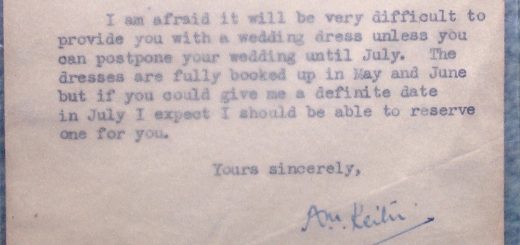 I am afraid it will be very difficult to
provide you with a wedding dress unless you
can postpone your wedding until July. The
dresses are fully booked up in May and June
but if you could give me a definite date
in July I expect I should be able to reserve
one for you.
Yours sincerely,